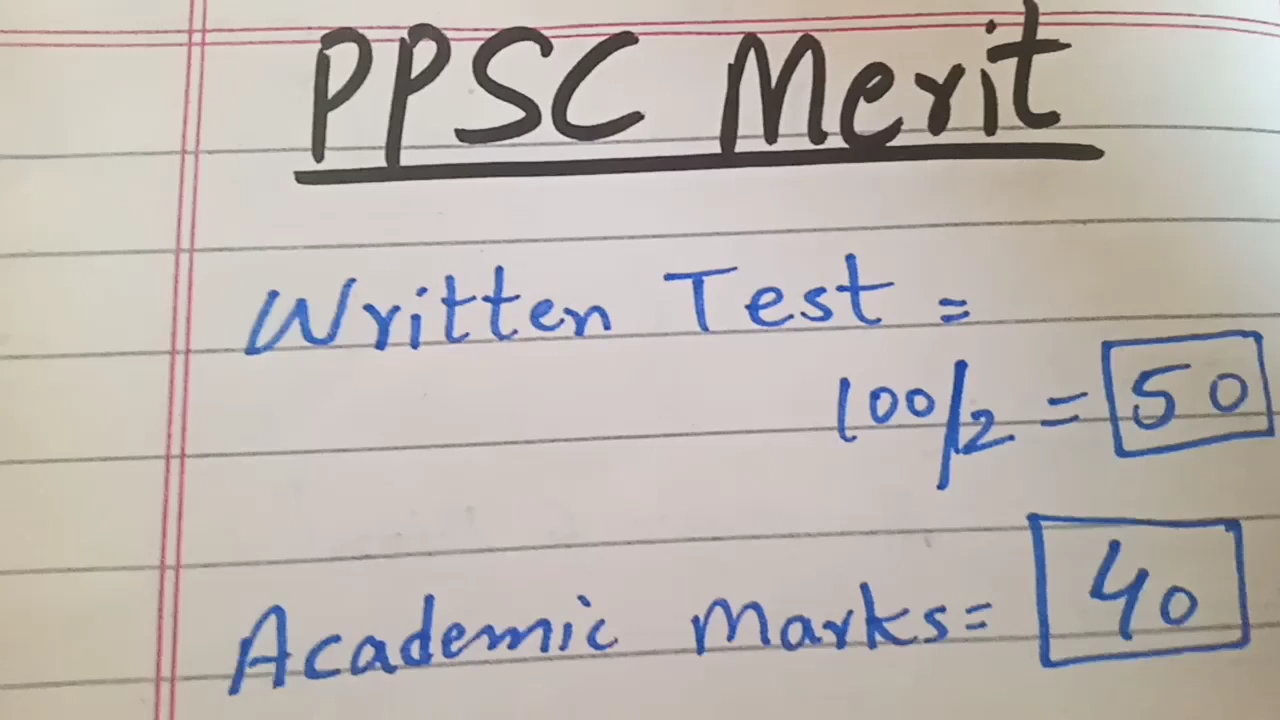 PPSC Merit
Written Test =
100/2 = 50
Academic Marks= 40